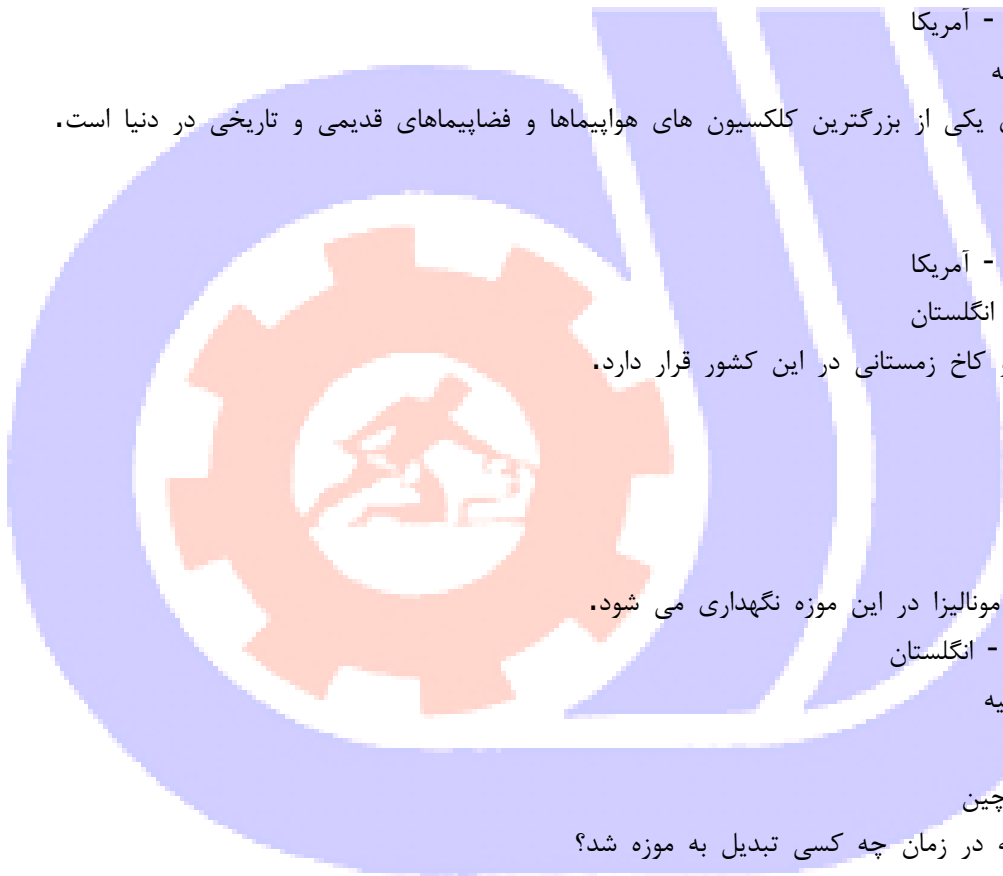 - آمریکا
یکی از بزرگترین کلکسیون های هواپیماها و فضاپیماهای قدیمی و تاریخی در دنیا است.
- آمریکا
انگلستان
کاخ زمستانی در این کشور قرار دارد.
مونالیزا در این موزه نگهداری می شود.
- انگلستان
چین
در زمان چه کسی تبدیل به موزه شد؟